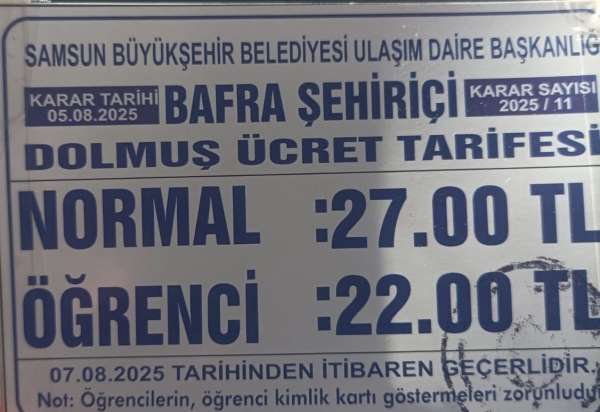 SAMSUN BÜYÜKŞEHİR BELEDİYESİ ULAŞIM DAİRE BAŞKANLIĞ
KARAR TARİHİ
05.08.2025
BAFRA ŞEHİRİÇİ
KARAR SAYISI
2025 / 11
DOLMUŞ ÜCRET TARİFESİ
NORMAL :27.00 TL
ÖĞRENCİ :22.00 TL
07.08.2025 TARİHİNDEN İTİBAREN GEÇERLİDİR.
Not: Öğrencilerin, öğrenci kimlik kartı göstermeleri zorunludu